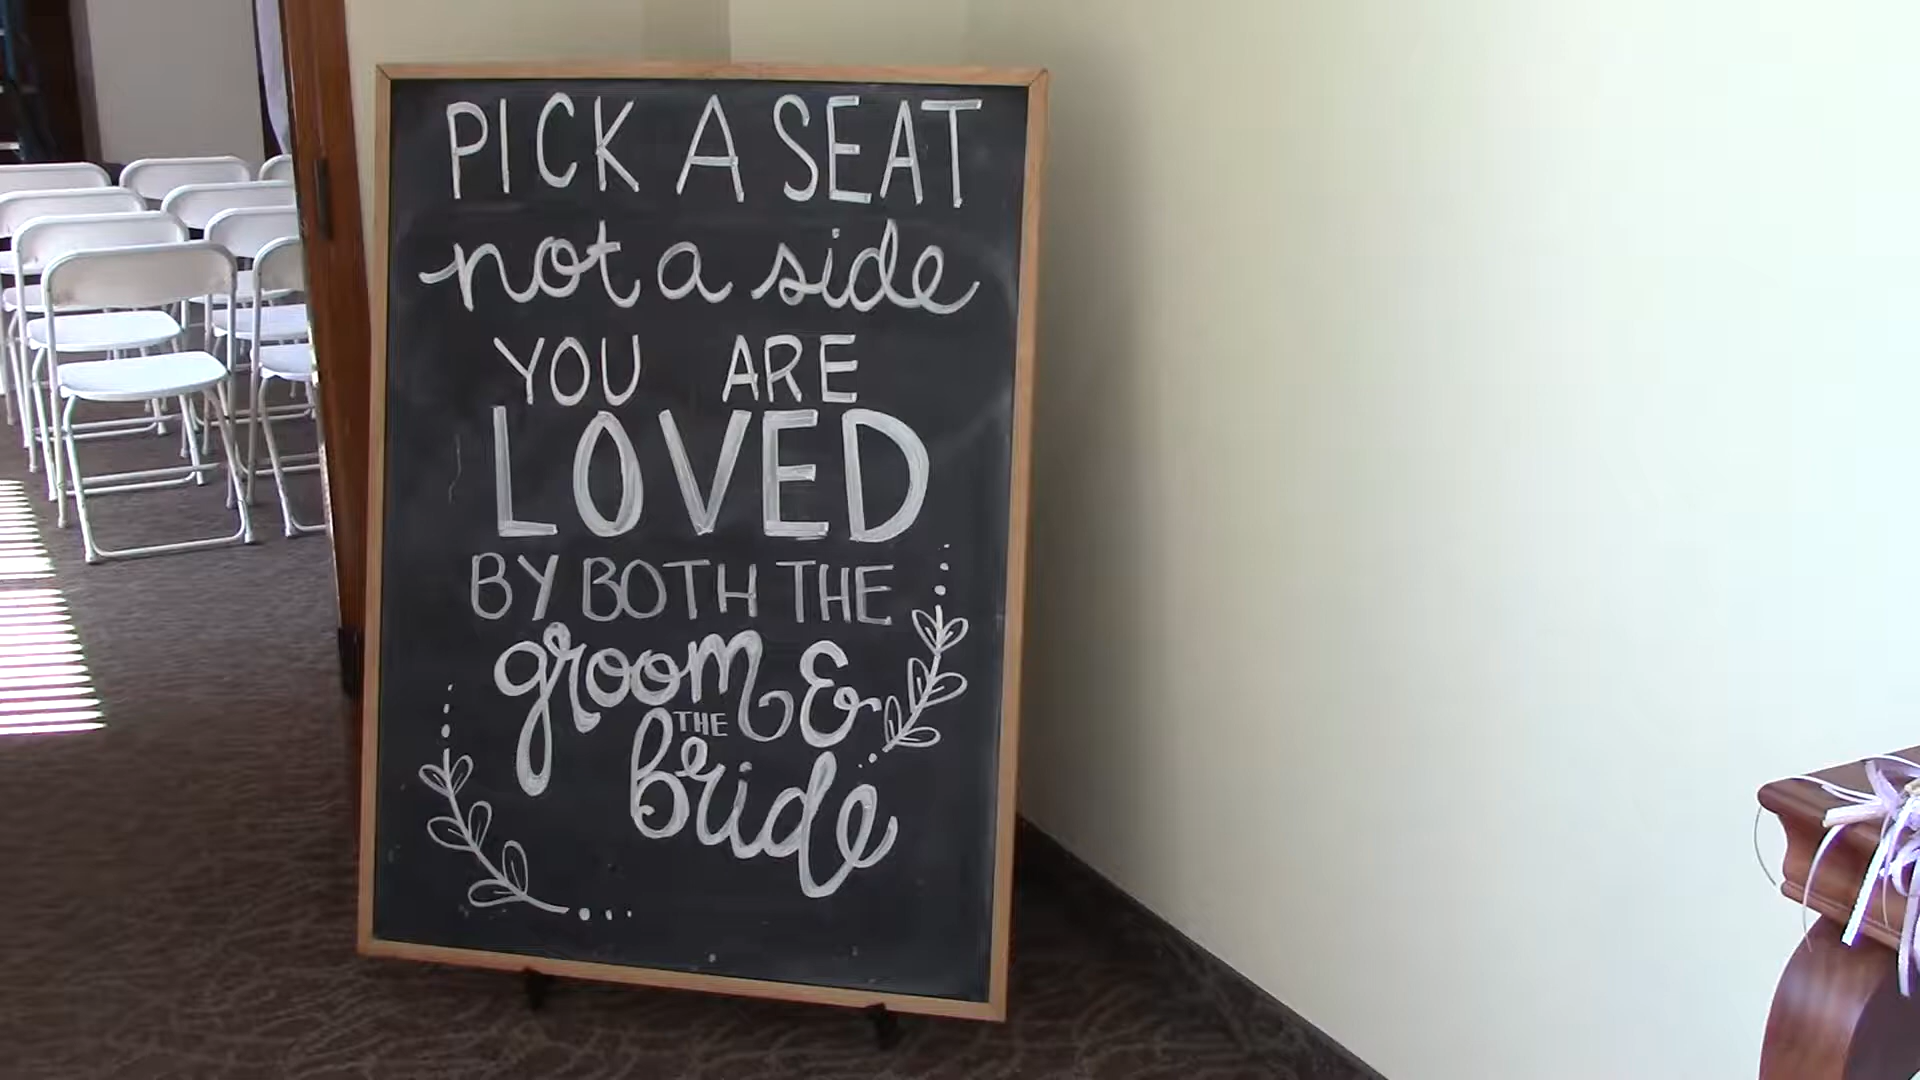 PICK A SEAT
not a side
YOU ARE
LOVED
BY BOTH THE
groom &
THE
bride